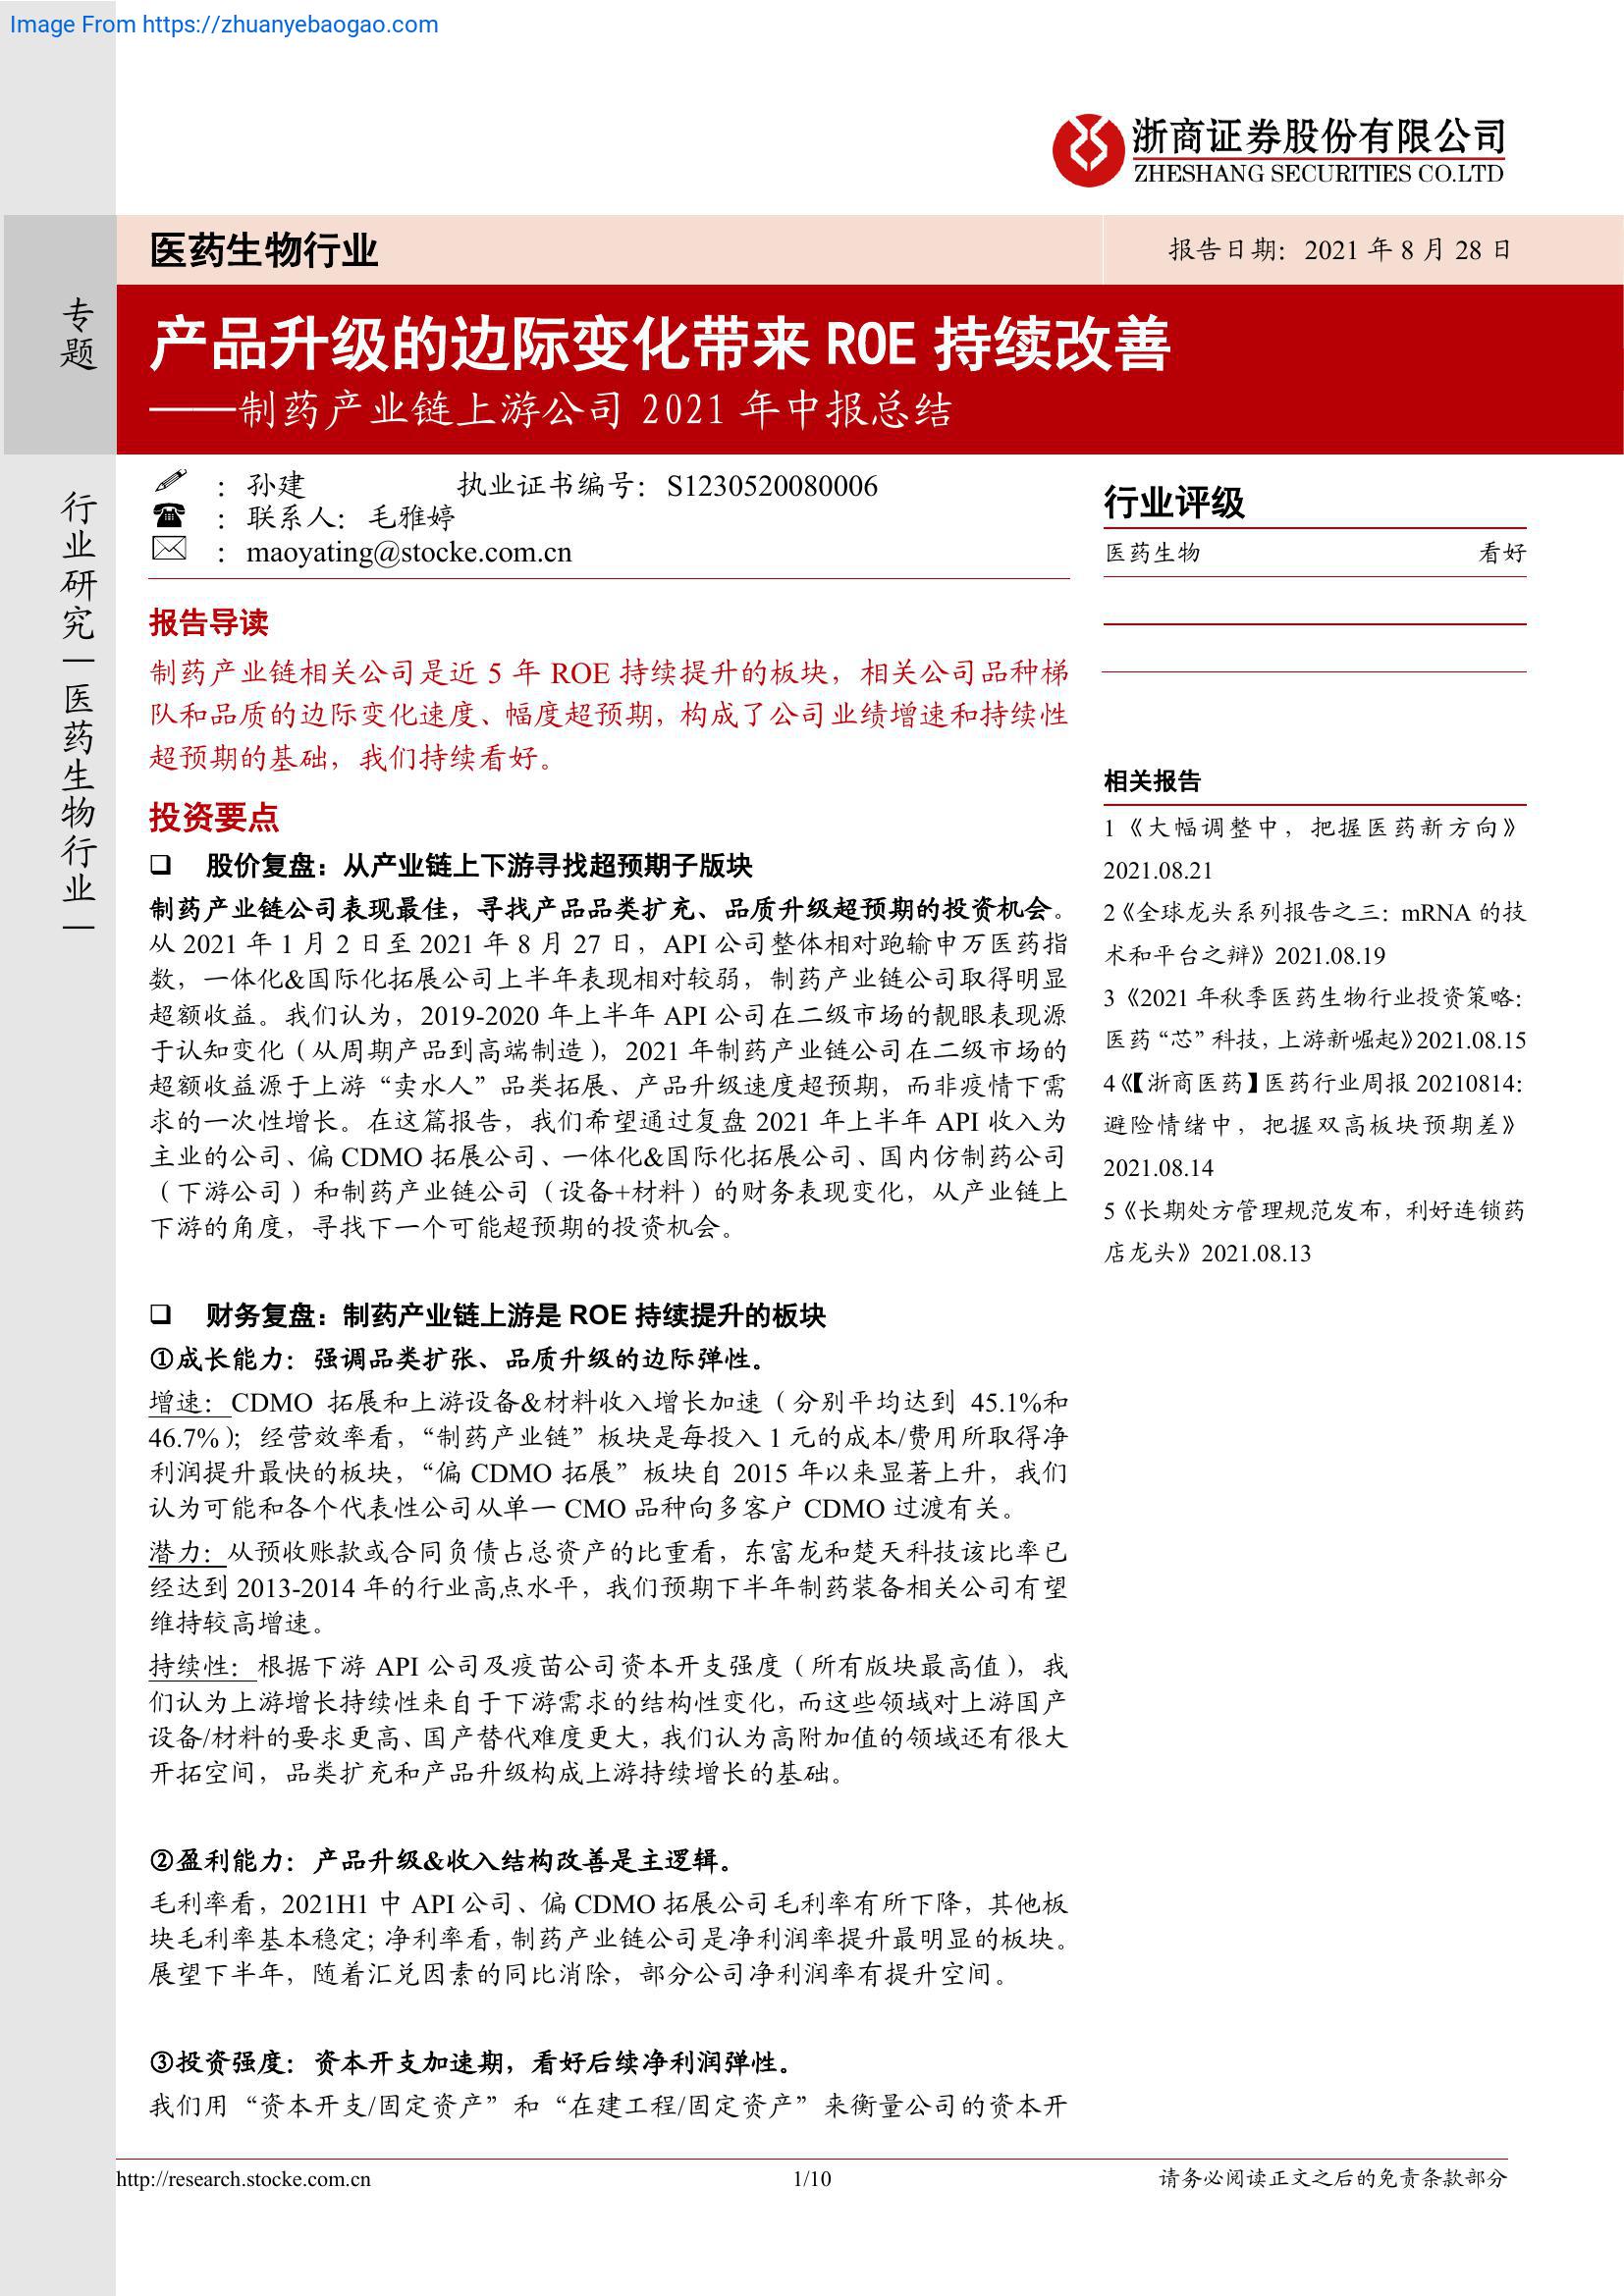 Image From https://zhuanyebaogao.com
浙商证券股份有限公司
ZHESHANG SECURITIES CO.LTD
医药生物行业
报告日期：2021 年 8 月 28 日
专题
产品升级的边际变化带来 ROE 持续改善
——制药产业链上游公司 2021 年中报总结
行业研究|医药生物行业|
：孙建 执业证书编号：S1230520080006
：联系人：毛雅婷
：maoyating@stocke.com.cn
报告导读
制药产业链相关公司是近 5 年 ROE 持续提升的板块，相关公司品种梯
队和品质的边际变化速度、幅度超预期，构成了公司业绩增速和持续性
超预期的基础，我们持续看好。
投资要点
❑ 股价复盘：从产业链上下游寻找超预期子版块
制药产业链公司表现最佳，寻找产品品类扩充、品质升级超预期的投资机会。
从 2021 年 1 月 2 日至 2021 年 8 月 27 日，API 公司整体相对跑输申万医药指
数，一体化&国际化拓展公司上半年表现相对较弱，制药产业链公司取得明显
超额收益。我们认为，2019-2020 年上半年 API 公司在二级市场的靓眼表现源
于认知变化（从周期产品到高端制造），2021 年制药产业链公司在二级市场的
超额收益源于上游“卖水人”品类拓展、产品升级速度超预期，而非疫情下需
求的一次性增长。在这篇报告，我们希望通过复盘 2021 年上半年 API 收入为
主业的公司、偏 CDMO 拓展公司、一体化&国际化拓展公司、国内仿制药公司
（下游公司）和制药产业链公司（设备+材料）的财务表现变化，从产业链上
下游的角度，寻找下一个可能超预期的投资机会。
❑ 财务复盘：制药产业链上游是 ROE 持续提升的板块
①成长能力：强调品类扩张、品质升级的边际弹性。
增速：CDMO 拓展和上游设备&材料收入增长加速（分别平均达到 45.1%和
46.7%）；经营效率看，“制药产业链”板块是每投入 1 元的成本/费用所取得净
利润提升最快的板块，“偏 CDMO 拓展”板块自 2015 年以来显著上升，我们
认为可能和各个代表性公司从单一 CMO 品种向多客户 CDMO 过渡有关。
潜力：从预收账款或合同负债占总资产的比重看，东富龙和楚天科技该比率已
经达到 2013-2014 年的行业高点水平，我们预期下半年制药装备相关公司有望
维持较高增速。
持续性：根据下游 API 公司及疫苗公司资本开支强度（所有版块最高值），我
们认为上游增长持续性来自于下游需求的结构性变化，而这些领域对上游国产
设备/材料的要求更高、国产替代难度更大，我们认为高附加值的领域还有很大
开拓空间，品类扩充和产品升级构成上游持续增长的基础。
②盈利能力：产品升级&收入结构改善是主逻辑。
毛利率看，2021H1 中 API 公司、偏 CDMO 拓展公司毛利率有所下降，其他板
块毛利率基本稳定；净利率看，制药产业链公司是净利润率提升最明显的板块。
展望下半年，随着汇兑因素的同比消除，部分公司净利润率有提升空间。
③投资强度：资本开支加速期，看好后续净利润弹性。
我们用“资本开支/固定资产”和“在建工程/固定资产”来衡量公司的资本开
行业评级
医药生物 看好
相关报告
1《大幅调整中，把握医药新方向》
2021.08.21
2《全球龙头系列报告之三：mRNA 的技
术和平台之辩》2021.08.19
3《2021 年秋季医药生物行业投资策略：
医药“芯”科技，上游新崛起》2021.08.15
4《【浙商医药】医药行业周报 20210814：
避险情绪中，把握双高板块预期差》
2021.08.14
5《长期处方管理规范发布，利好连锁药
店龙头》2021.08.13
http://research.stocke.com.cn 1/10 请务必阅读正文之后的免责条款部分